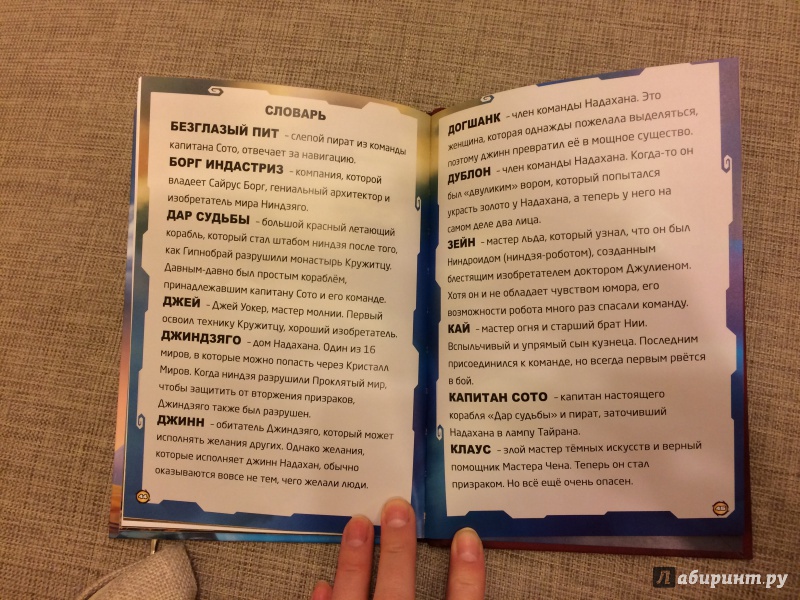 СЛОВАРЬ
БЕЗГЛАЗЫЙ ПИТ - слепой пират из команды
капитана Сото, отвечает за навигацию.
БОРГ ИНДАСТРИЗ - компания, которой
владеет Сайрус Борг, гениальный архитектор и
изобретатель мира Ниндзяго.
ДАР СУДЬБЫ - большой красный летающий
корабль, который стал штабом ниндзя после того,
как Гипнобрай разрушили монастырь Кружитцу.
Давным-давно был простым кораблём,
принадлежавшим капитану Сото и его команде.
ДЖЕЙ - Джей Уокер, мастер молнии. Первый
освоил технику Кружитцу, хороший изобретатель.
ДЖИНДЗЯГО - дом Надахана. Один из 16
миров, в которые можно попасть через Кристалл
Миров. Когда ниндзя разрушили Проклятый мир,
чтобы защитить от вторжения призраков,
Джиндзяго также был разрушен.
ДЖИНН - обитатель Джиндзяго, который может
исполнять желания других. Однако желания,
которые исполняет джинн Надахан, обычно
оказываются вовсе не тем, чего желали люди.
ДОГШАНК - член команды Надахана. Это
женщина, которая однажды пожелала выделяться,
поэтому джинн превратил её в мощное существо.
ДУБЛОН - член команды Надахана. Когда-то он
был «двуликим» вором, который попытался
украсть золото у Надахана, а теперь у него на
самом деле два лица.
ЗЕЙН - мастер льда, который узнал, что он был
Ниндроидом (ниндзя-роботом), созданным
блестящим изобретателем доктором Джулиеном.
Хотя он и не обладает чувством юмора, его
возможности робота много раз спасали команду.
КАЙ - мастер огня и старший брат Нии.
Вспыльчивый и упрямый сын кузнеца. Последним
присоединился к команде, но всегда первым рвётся
в бой.
КАПИТАН СОТО - капитан настоящего
корабля «Дар судьбы» и пират, заточивший
Надахана в лампу Тайрана.
КЛАУС - злой мастер тёмных искусств и верный
помощник Мастера Чена. Теперь он стал
призраком. Но всё ещё очень опасен.
Лабиринт.ру